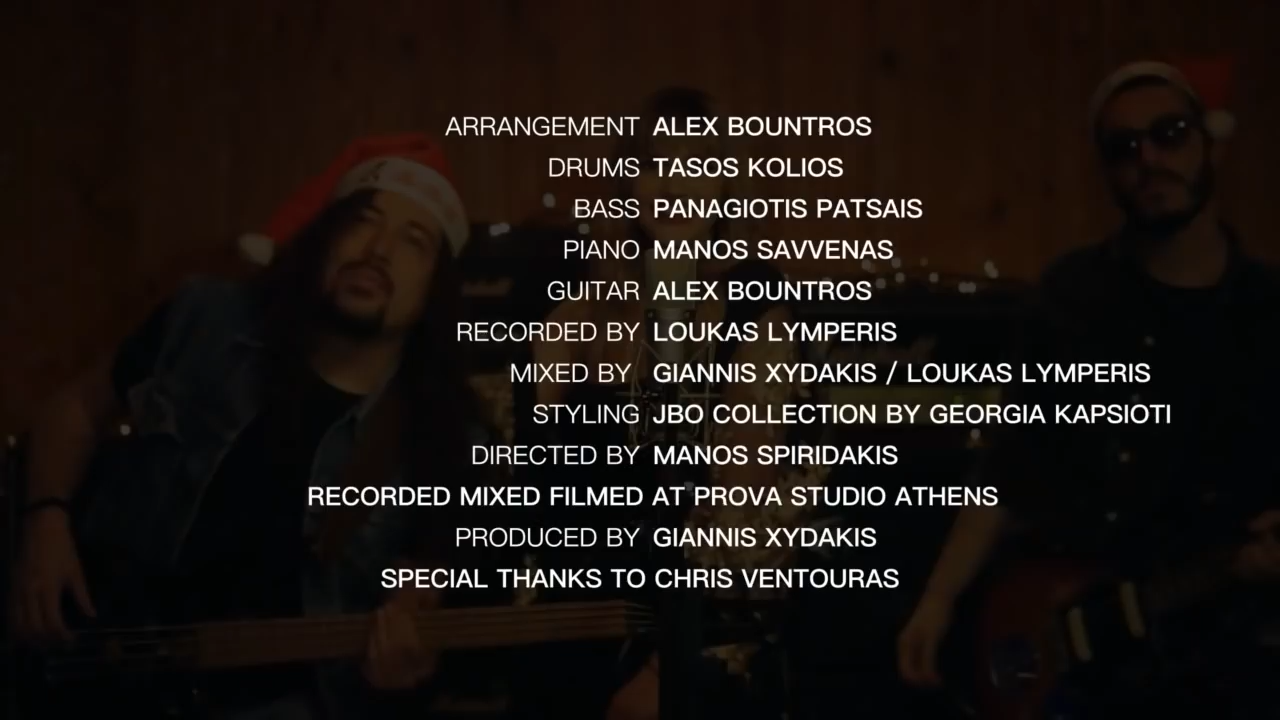 ARRANGEMENT ALEX BOUNTROS
DRUMS TASOS KOLIOS
BASS PANAGIOTIS PATSAIS
PIANO MANOS SAVVENAS
GUITAR ALEX BOUNTROS
RECORDED BY LOUKAS LYMPERIS
MIXED BY GIANNIS XYDAKIS / LOUKAS LYMPERIS
STYLING JBO COLLECTION BY GEORGIA KAPSIOTI
DIRECTED BY MANOS SPIRIDAKIS
RECORDED MIXED FILMED AT PROVA STUDIO ATHENS
PRODUCED BY GIANNIS XYDAKIS
SPECIAL THANKS TO CHRIS VENTOURAS